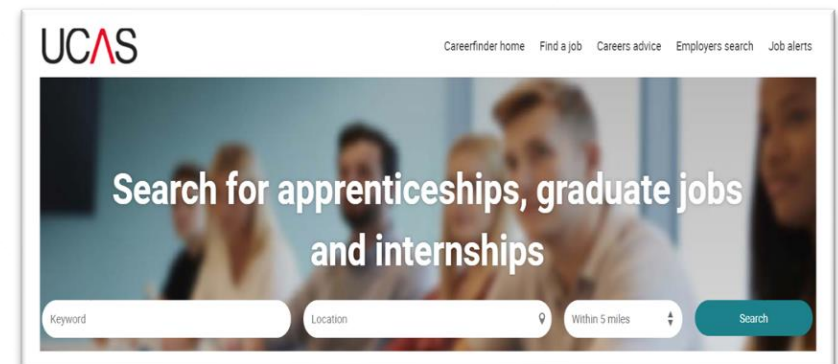 UCAS
Careerfinder home Find a job Careers advice Employers search Job alerts
Search for apprenticeships, graduate jobs
and internships
Keyword Location Within 5 miles Search